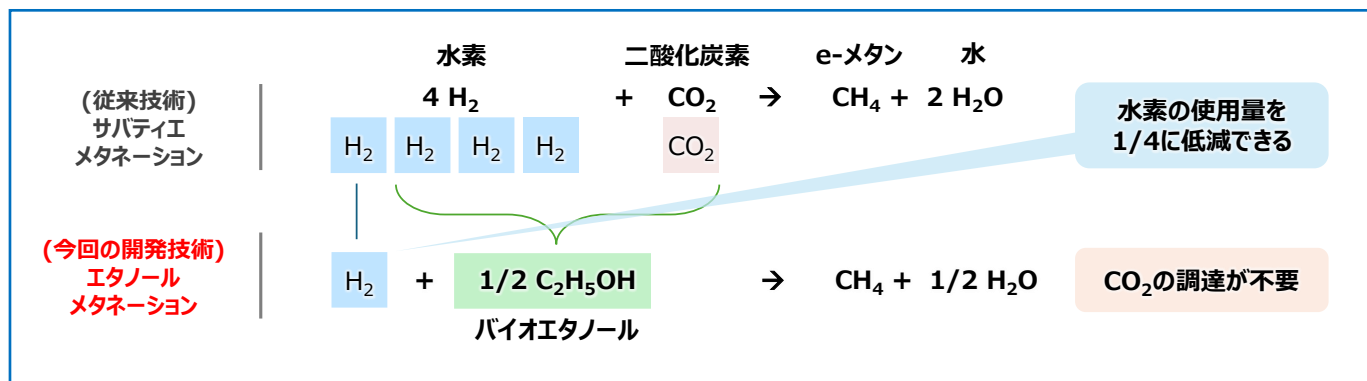 水素 二酸化炭素 e-メタン 水
(従来技術)
サバティエ
メタネーション
4 H₂ + CO₂ → CH₄ + 2 H₂O
H₂ H₂ H₂ H₂ CO₂
水素の使用量を
1/4に低減できる
(今回の開発技術)
エタノール
メタネーション
H₂ + 1/2 C₂H₅OH → CH₄ + 1/2 H₂O
バイオエタノール
CO₂の調達が不要